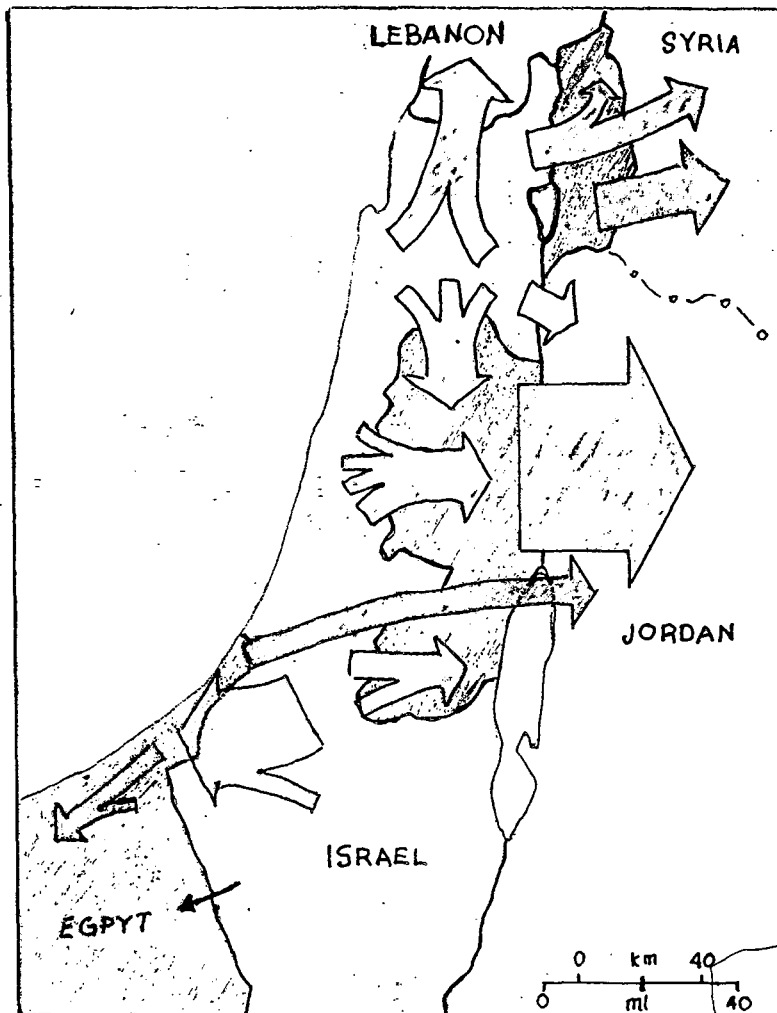 LEBANON
SYRIA
JORDAN
ISRAEL
EGPYT
0 km 40
0 ml 40